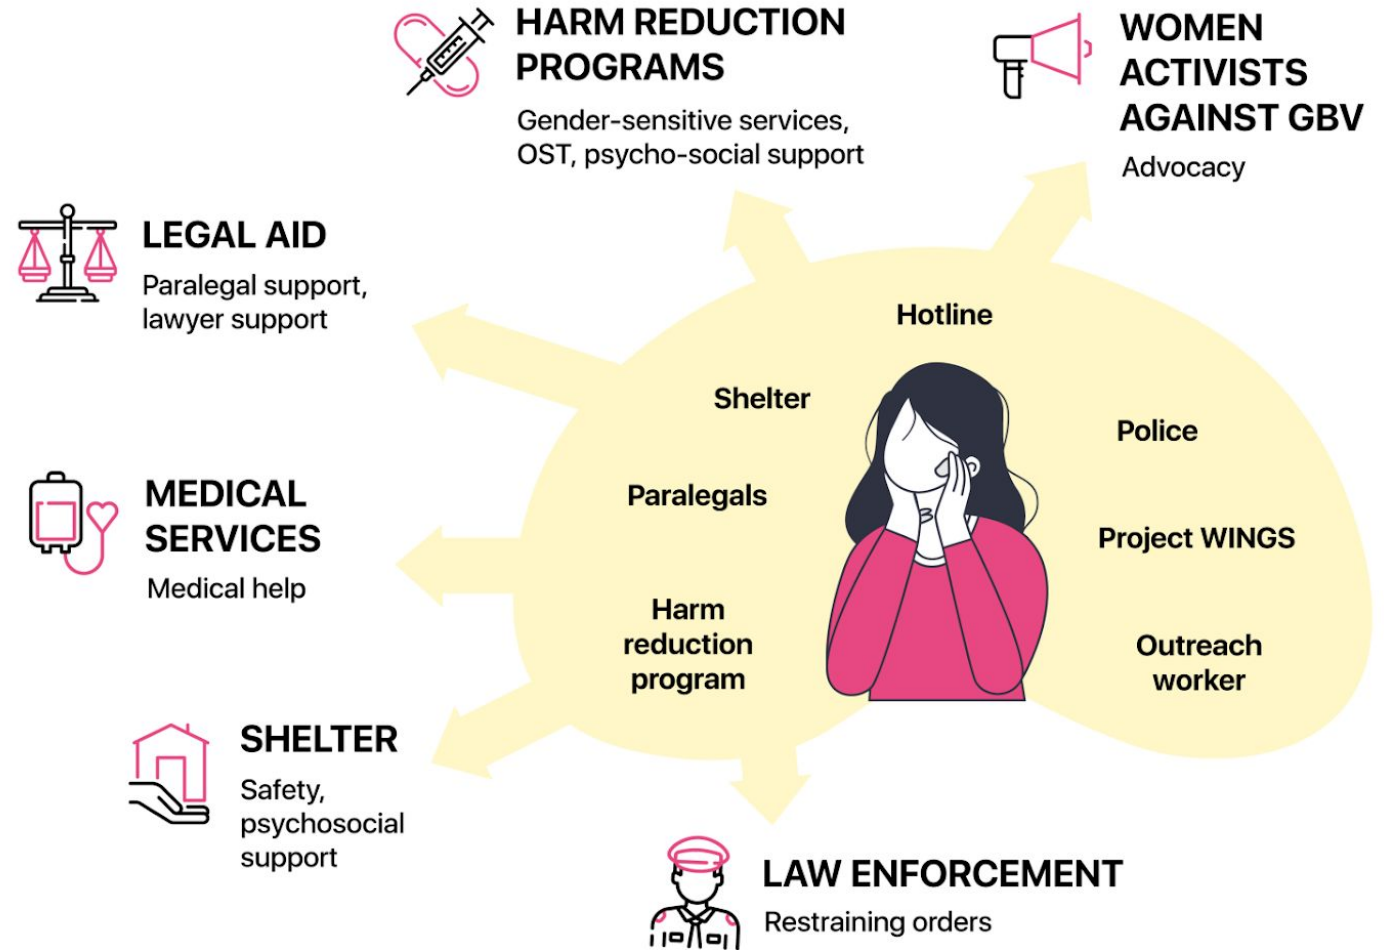 HARM REDUCTION
PROGRAMS
Gender-sensitive services,
OST, psycho-social support
WOMEN
ACTIVISTS
AGAINST GBV
Advocacy
LEGAL AID
Paralegal support,
lawyer support
MEDICAL
SERVICES
Medical help
SHELTER
Safety,
psychosocial
support
LAW ENFORCEMENT
Restraining orders
Hotline
Shelter
Paralegals
Harm
reduction
program
Police
Project WINGS
Outreach
worker